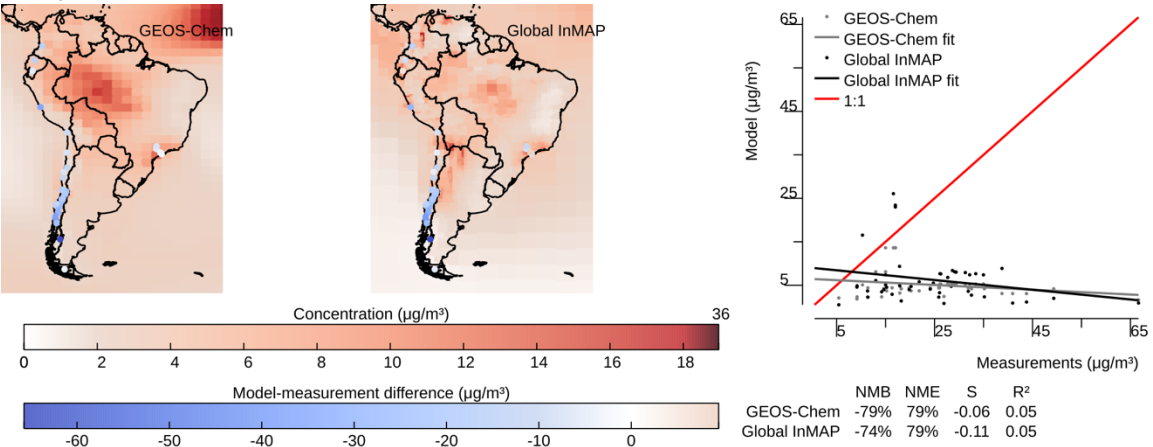 GEOS-Chem
Global InMAP
Concentration (µg/m³)
36
0 2 4 6 8 10 12 14 16 18
Model-measurement difference (µg/m³)
-60 -50 -40 -30 -20 -10 0
65
45
25
5
Model (µg/m³)
GEOS-Chem
GEOS-Chem fit
Global InMAP
Global InMAP fit
1:1
5 25 45 65
Measurements (µg/m³)
NMB NME S R²
GEOS-Chem -79% 79% -0.06 0.05
Global InMAP -74% 79% -0.11 0.05